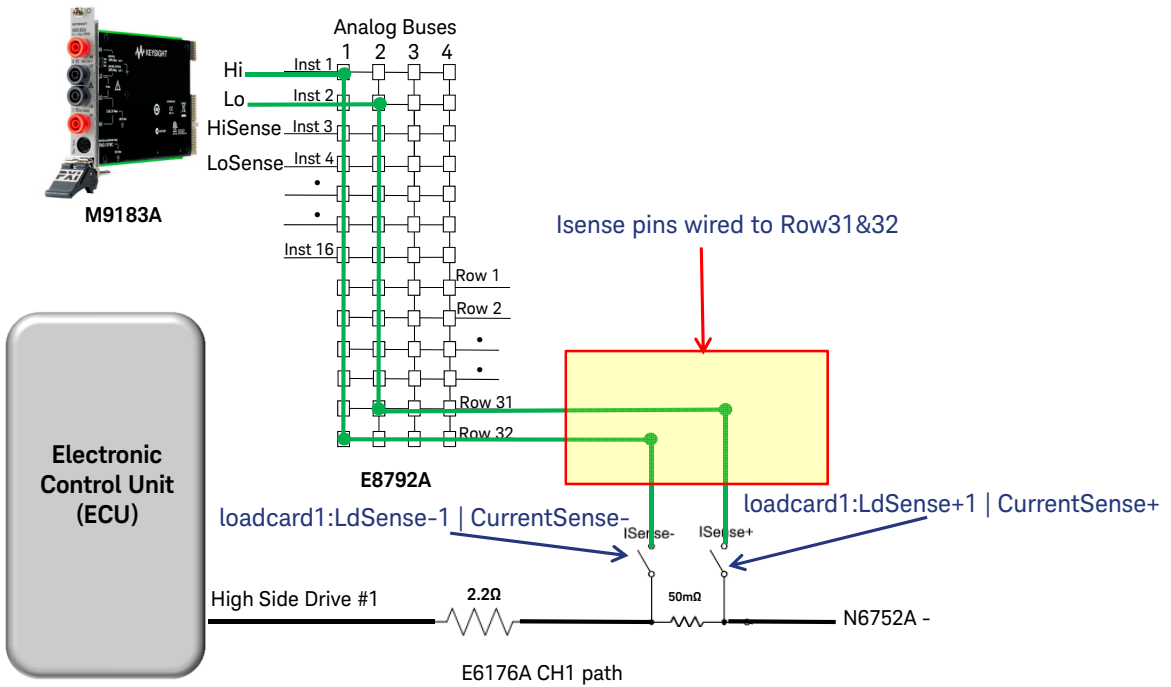 Analog Buses
1 2 3 4
KEYSIGHT
Hi
Inst 1
Lo
Inst 2
HiSense
Inst 3
LoSense
Inst 4
M9183A
Inst 16
Isense pins wired to Row31&32
Row 1
Row 2
Row 31
Row 32
E8792A
Electronic
Control Unit
(ECU)
loadcard1:LdSense-1 | CurrentSense-
loadcard1:LdSense+1 | CurrentSense+
ISense-
ISense+
High Side Drive #1
2.2Ω
50mΩ
N6752A -
E6176A CH1 path